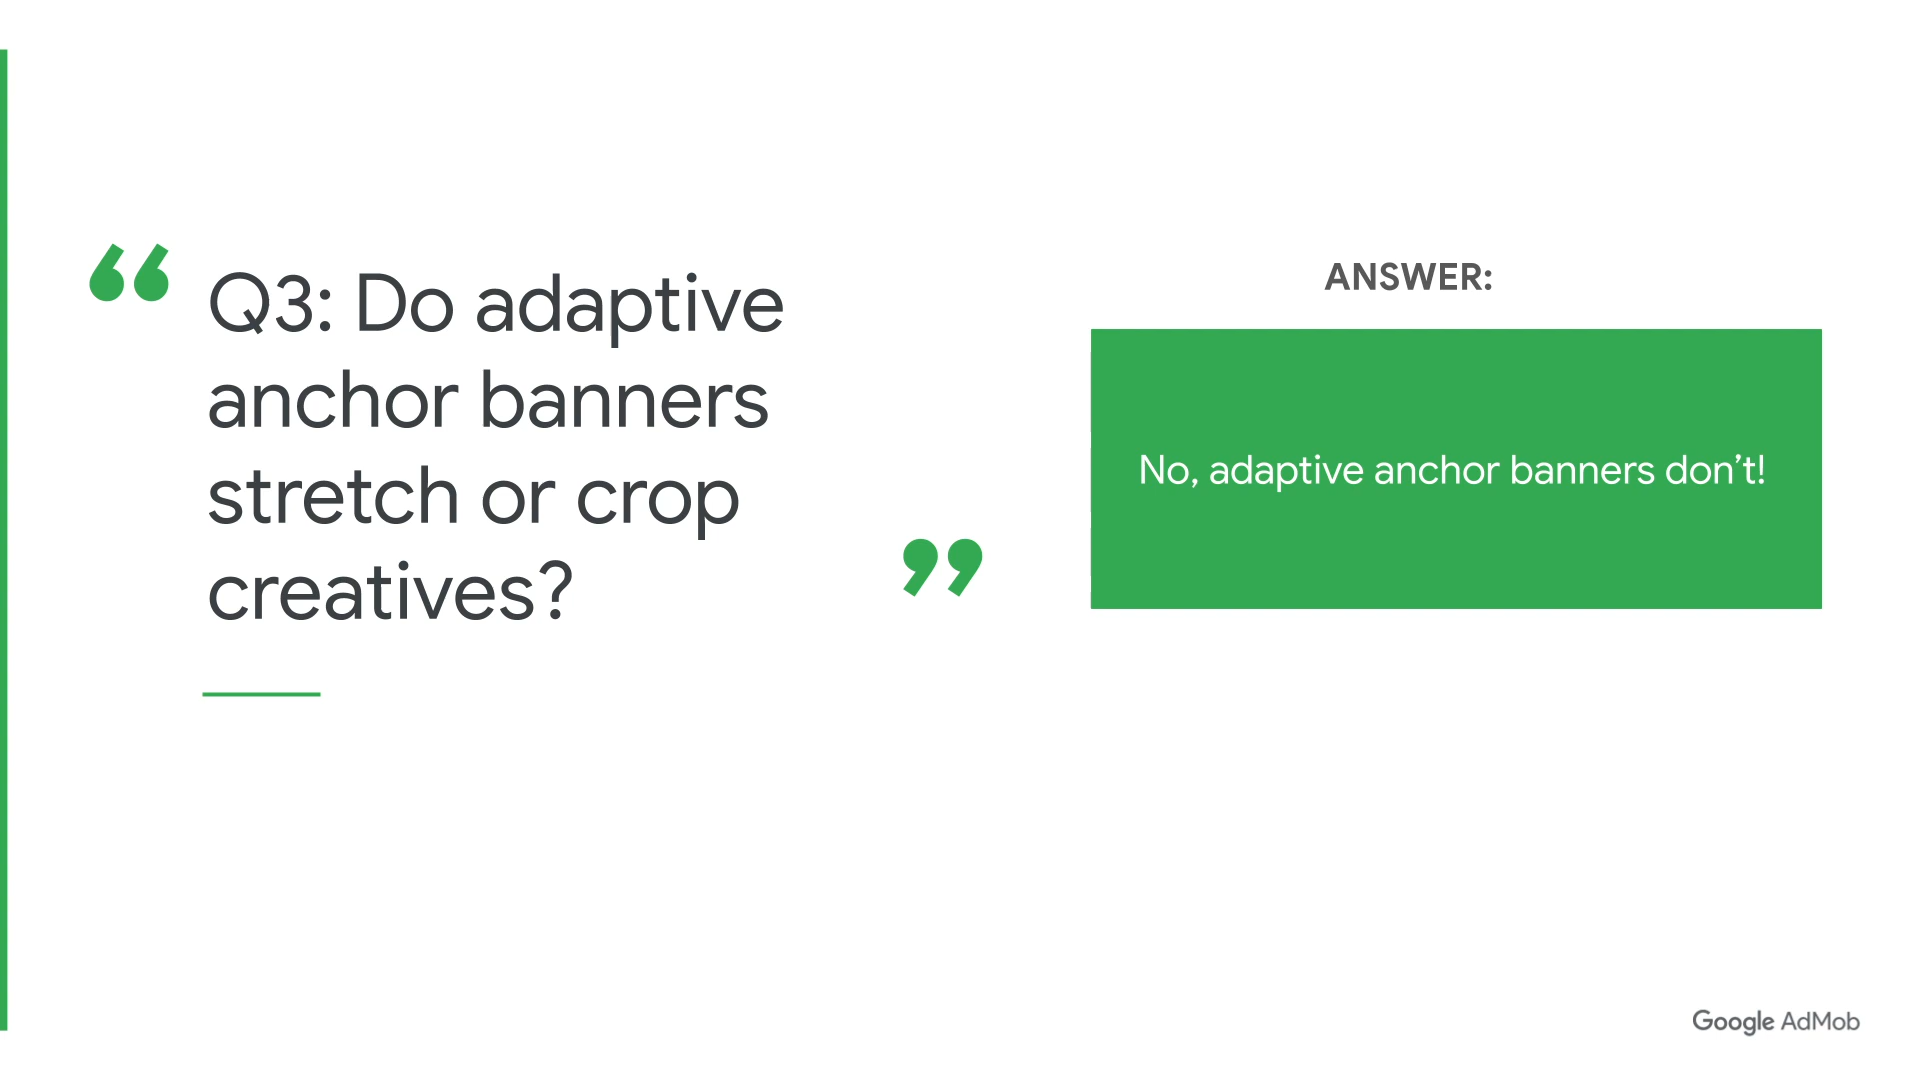 “
Q3: Do adaptive
anchor banners
stretch or crop
creatives?
”
ANSWER:
No, adaptive anchor banners don’t!
Google AdMob